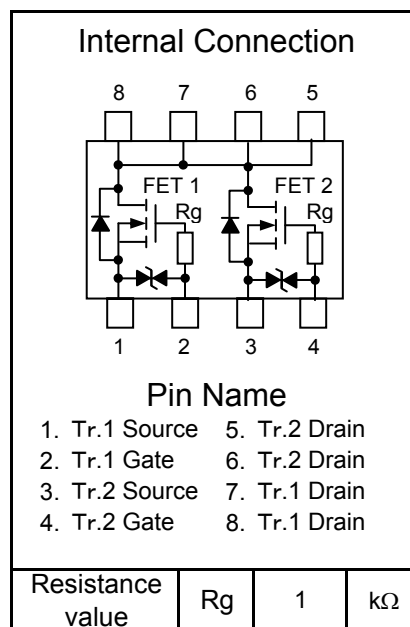 Internal Connection
8 7 6 5
FET 1 FET 2
Rg Rg
1 2 3 4
Pin Name
1. Tr.1 Source 5. Tr.2 Drain
2. Tr.1 Gate 6. Tr.2 Drain
3. Tr.2 Source 7. Tr.1 Drain
4. Tr.2 Gate 8. Tr.1 Drain
Resistance value Rg 1 kΩ